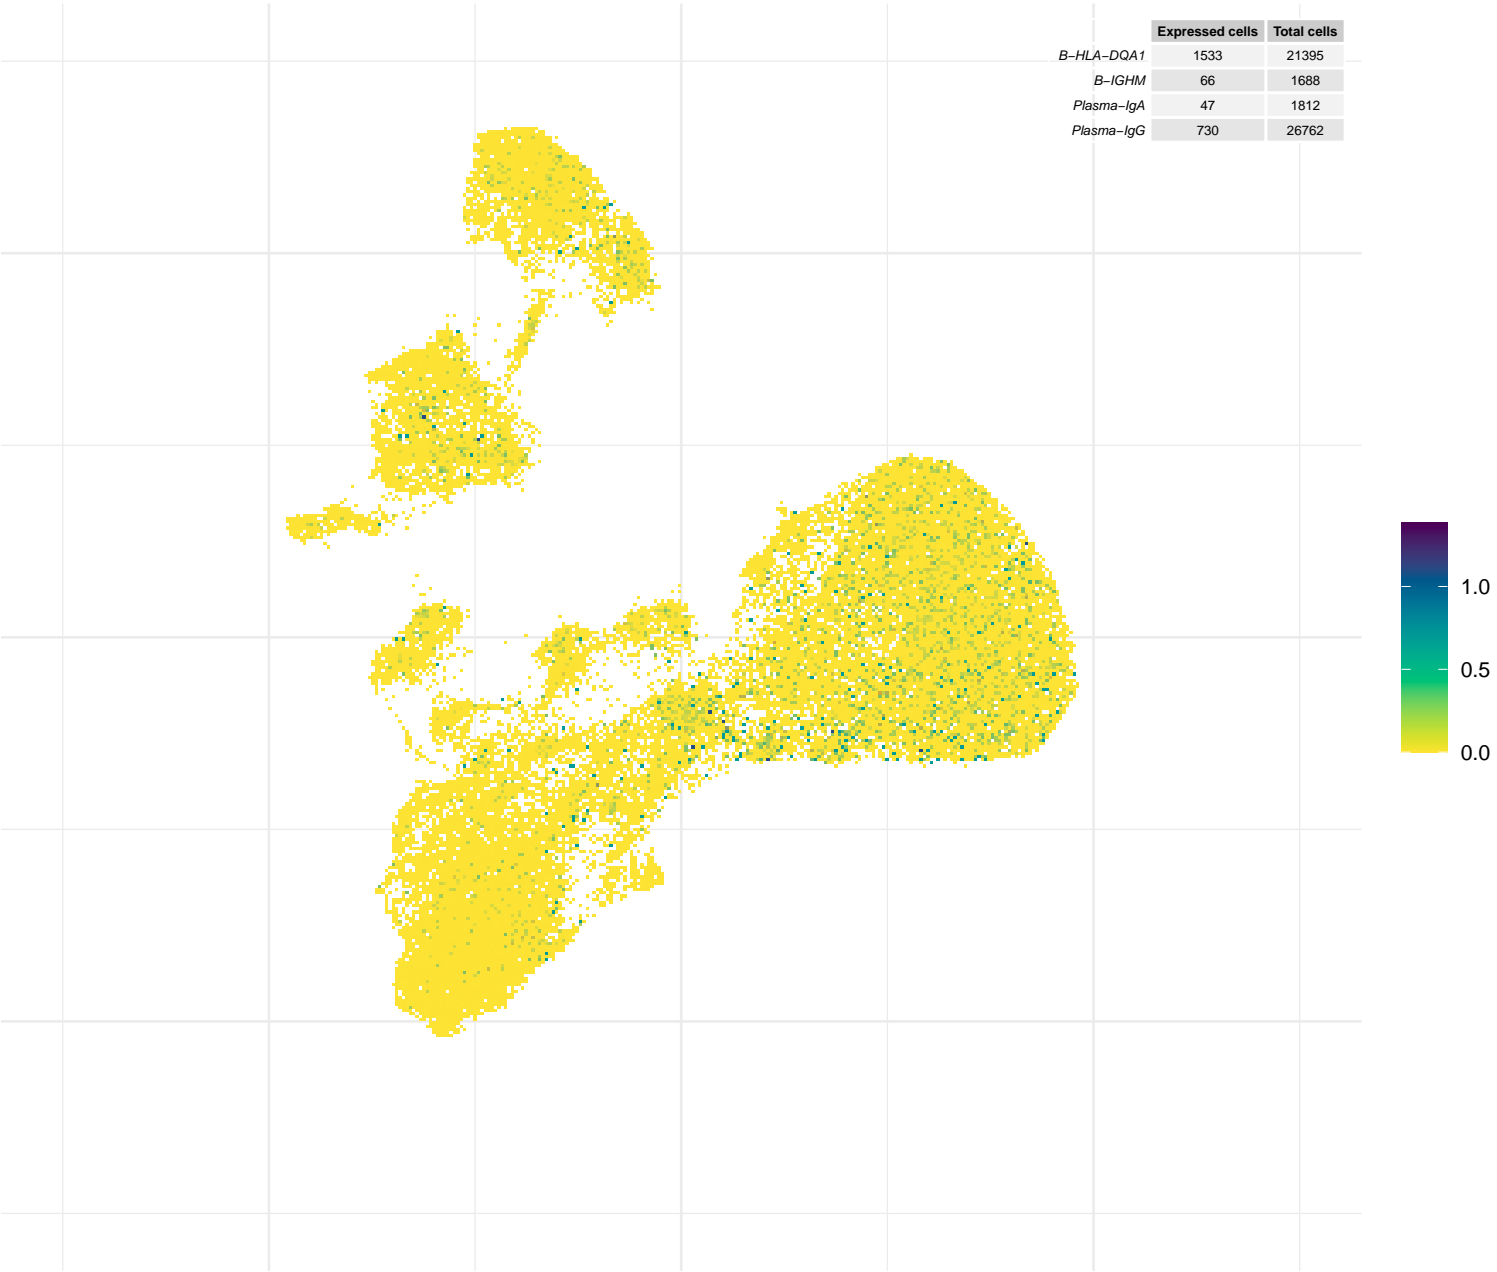 Expressed cells Total cells
B−HLA−DQA1 1533 21395
B−IGHM 66 1688
Plasma−IgA 47 1812
Plasma−IgG 730 26762
1.0
0.5
0.0